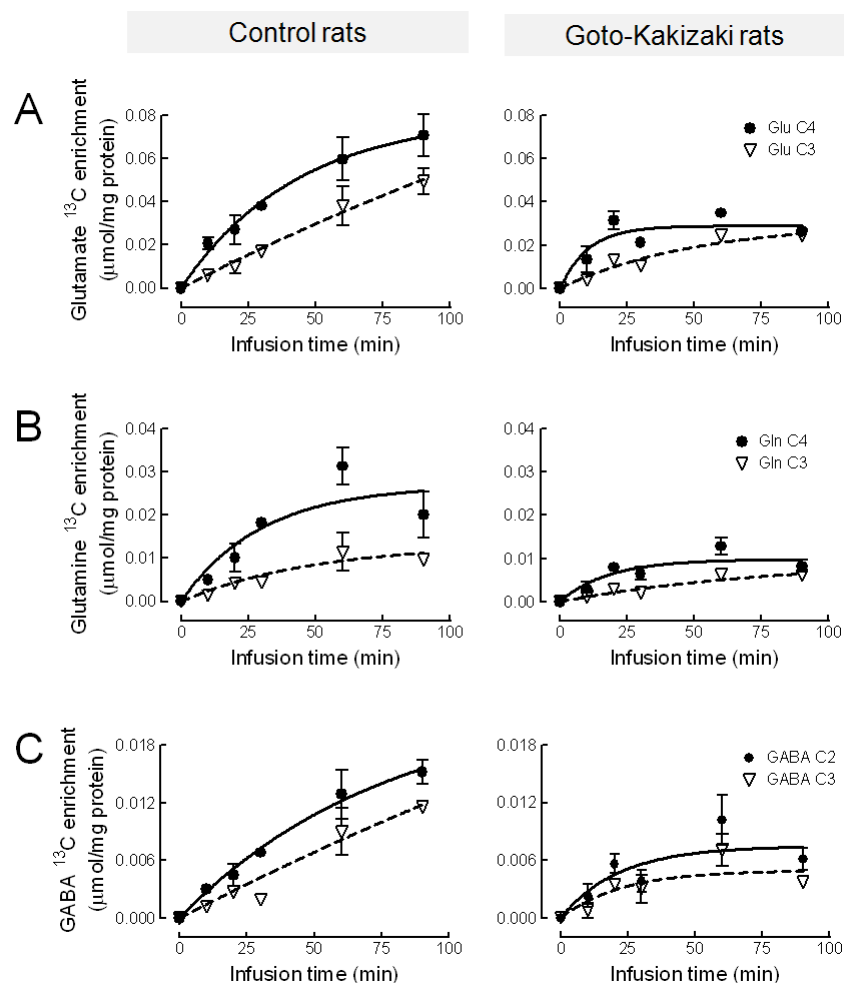 Control rats
Goto-Kakizaki rats
A
Glutamate ¹³C enrichment
(μmol/mg protein)
0.08
0.06
0.04
0.02
0.00
0 25 50 75 100
Infusion time (min)
0.08
0.06
0.04
0.02
0.00
Glu C4
Glu C3
0 25 50 75 100
Infusion time (min)
B
Glutamine ¹³C enrichment
(μmol/mg protein)
0.04
0.03
0.02
0.01
0.00
0 25 50 75 100
Infusion time (min)
0.04
0.03
0.02
0.01
0.00
Gln C4
Gln C3
0 25 50 75 100
Infusion time (min)
C
GABA ¹³C enrichment
(μmol/mg protein)
0.018
0.012
0.006
0.000
0 25 50 75 100
Infusion time (min)
0.018
0.012
0.006
0.000
GABA C2
GABA C3
0 25 50 75 100
Infusion time (min)